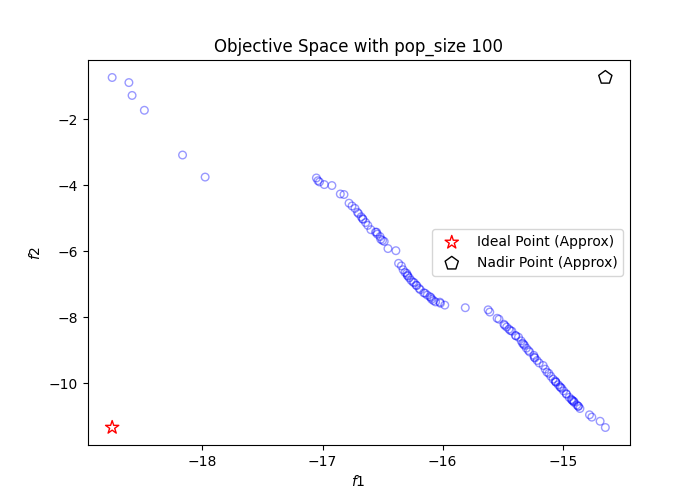 Objective Space with pop_size 100
f2
−2
−4
−6
−8
−10
Ideal Point (Approx)
Nadir Point (Approx)
−18
−17
−16
−15
f1